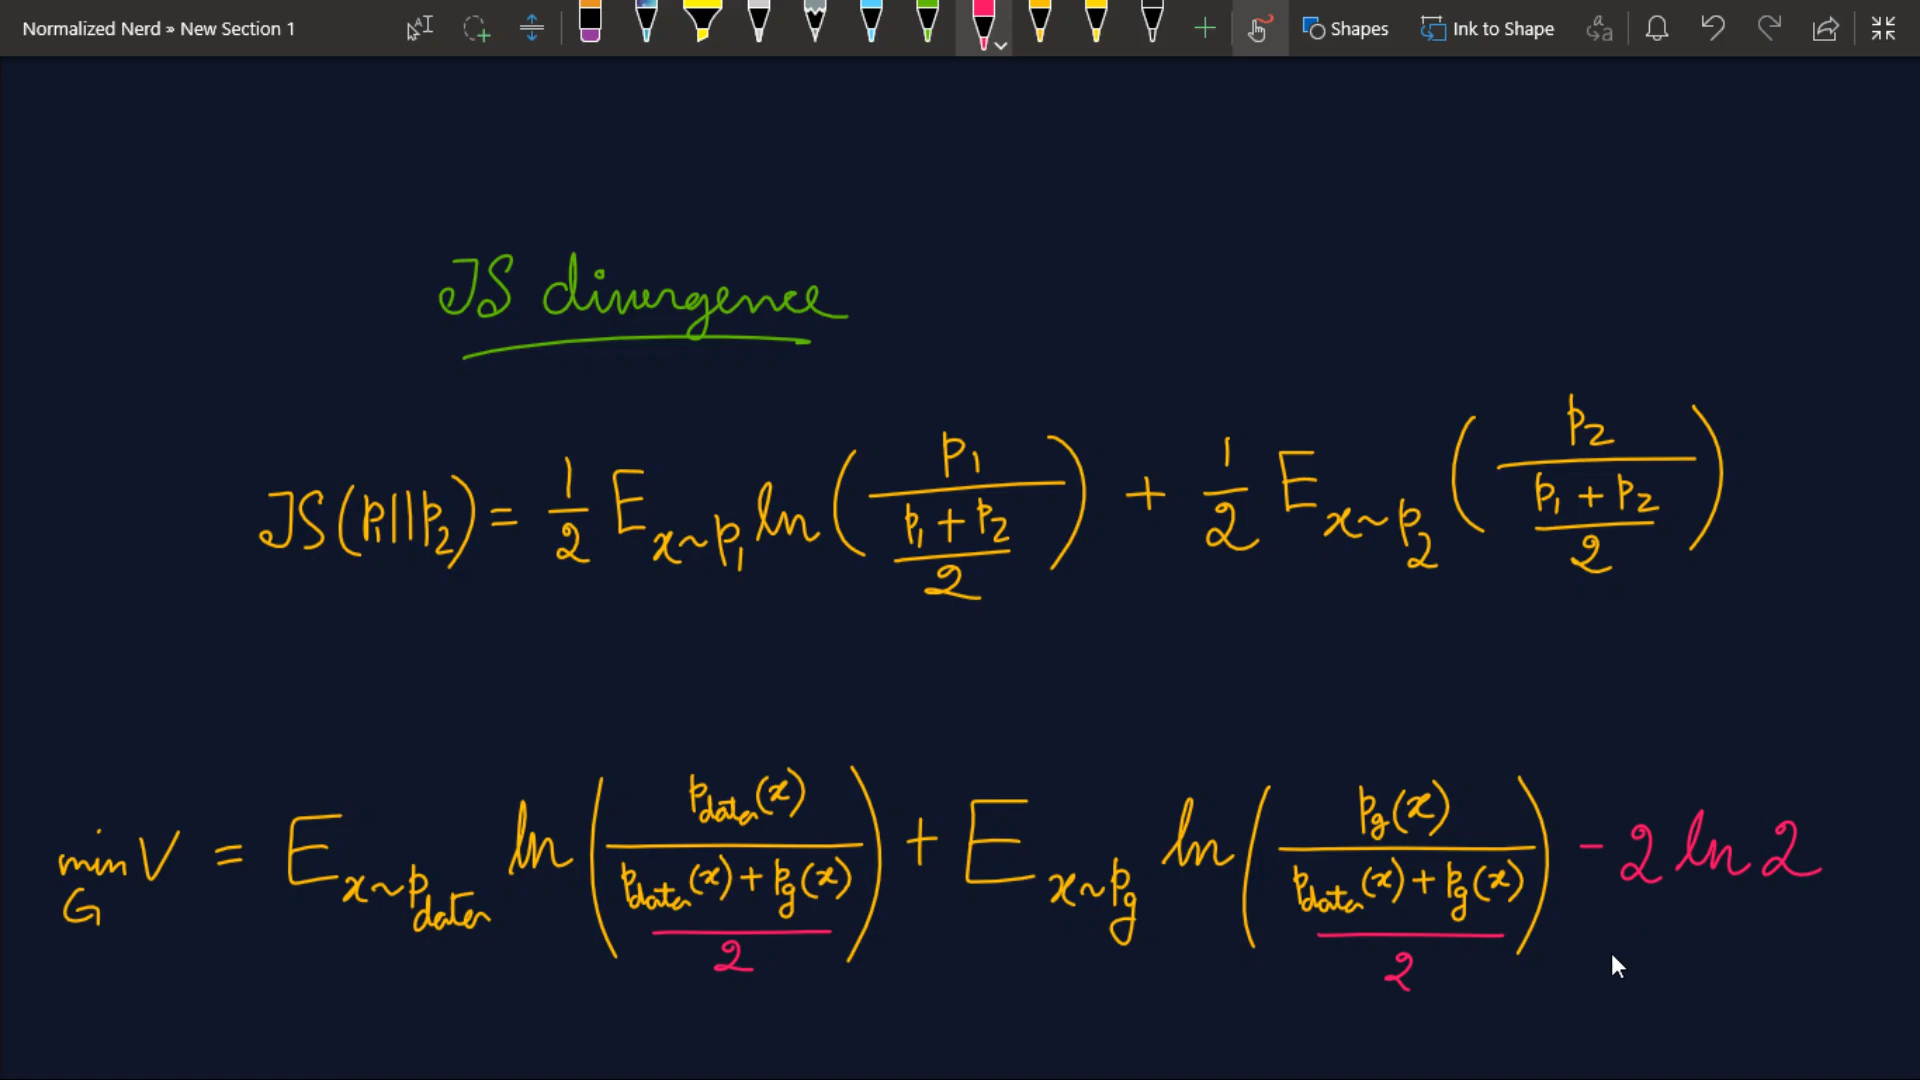 Normalized Nerd » New Section 1 Shapes Ink to Shape
JS divergence
JS(p₁||p₂) = 1/2 E_{x~p₁} ln(p₁ / ((p₁ + p₂)/2)) + 1/2 E_{x~p₂} (p₂ / ((p₁ + p₂)/2))
min_G V = E_{x~p_data} ln(p_data(x) / ((p_data(x) + p_g(x))/2)) + E_{x~p_g} ln(p_g(x) / ((p_data(x) + p_g(x))/2)) - 2 ln 2